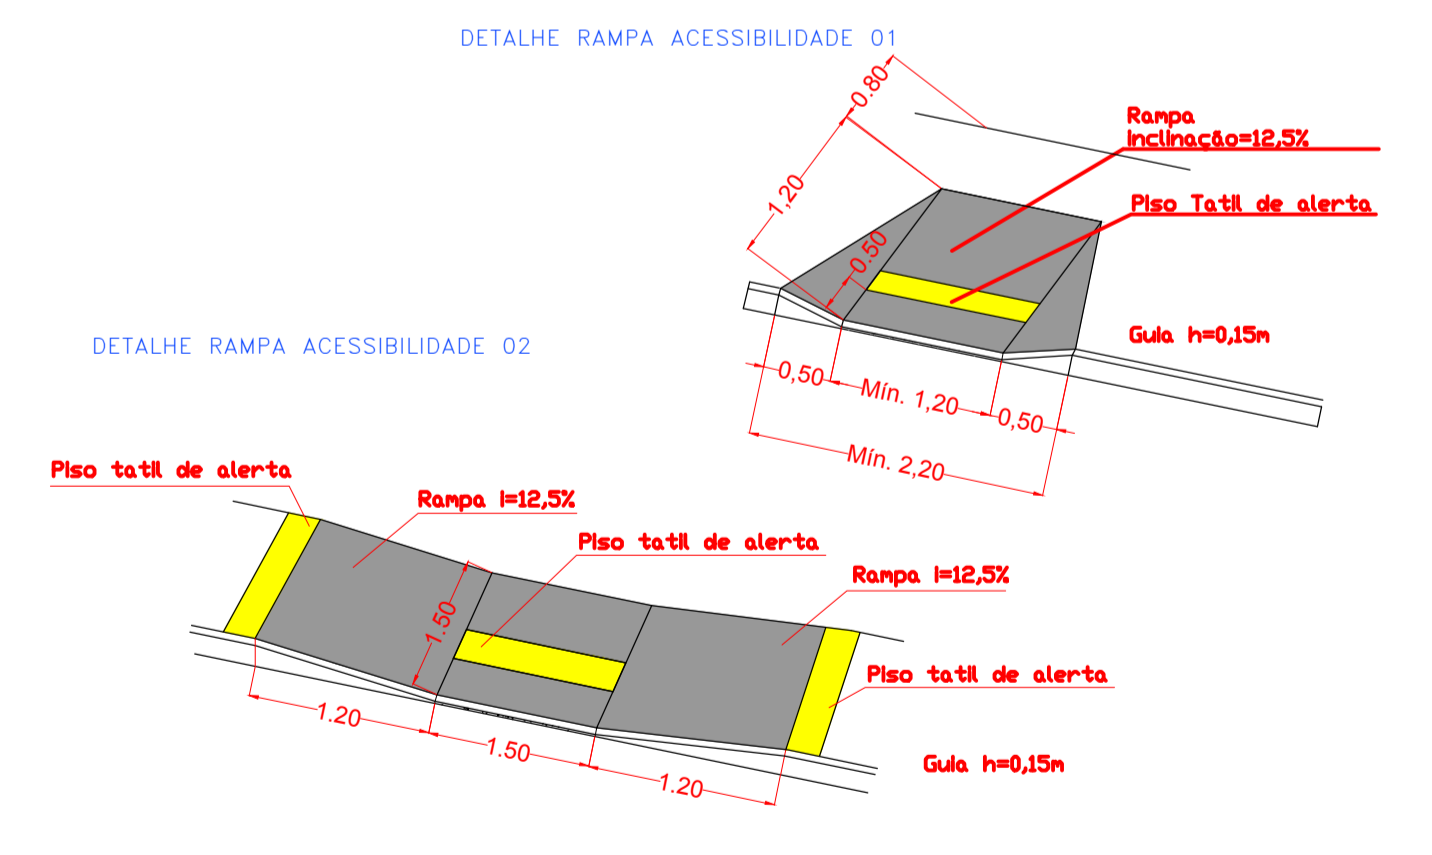 DETALHE RAMPA ACESSIBILIDADE 01
0.80
Rampa
inclinação=12,5%
1,20
Piso Tatil de alerta
0.50
Guia h=0,15m
0,50
Mín. 1,20
0,50
Mín. 2,20
DETALHE RAMPA ACESSIBILIDADE 02
Piso tatil de alerta
Rampa i=12,5%
Piso tatil de alerta
Rampa i=12,5%
1.50
Piso tatil de alerta
1.20
1.50
1.20
Guia h=0,15m